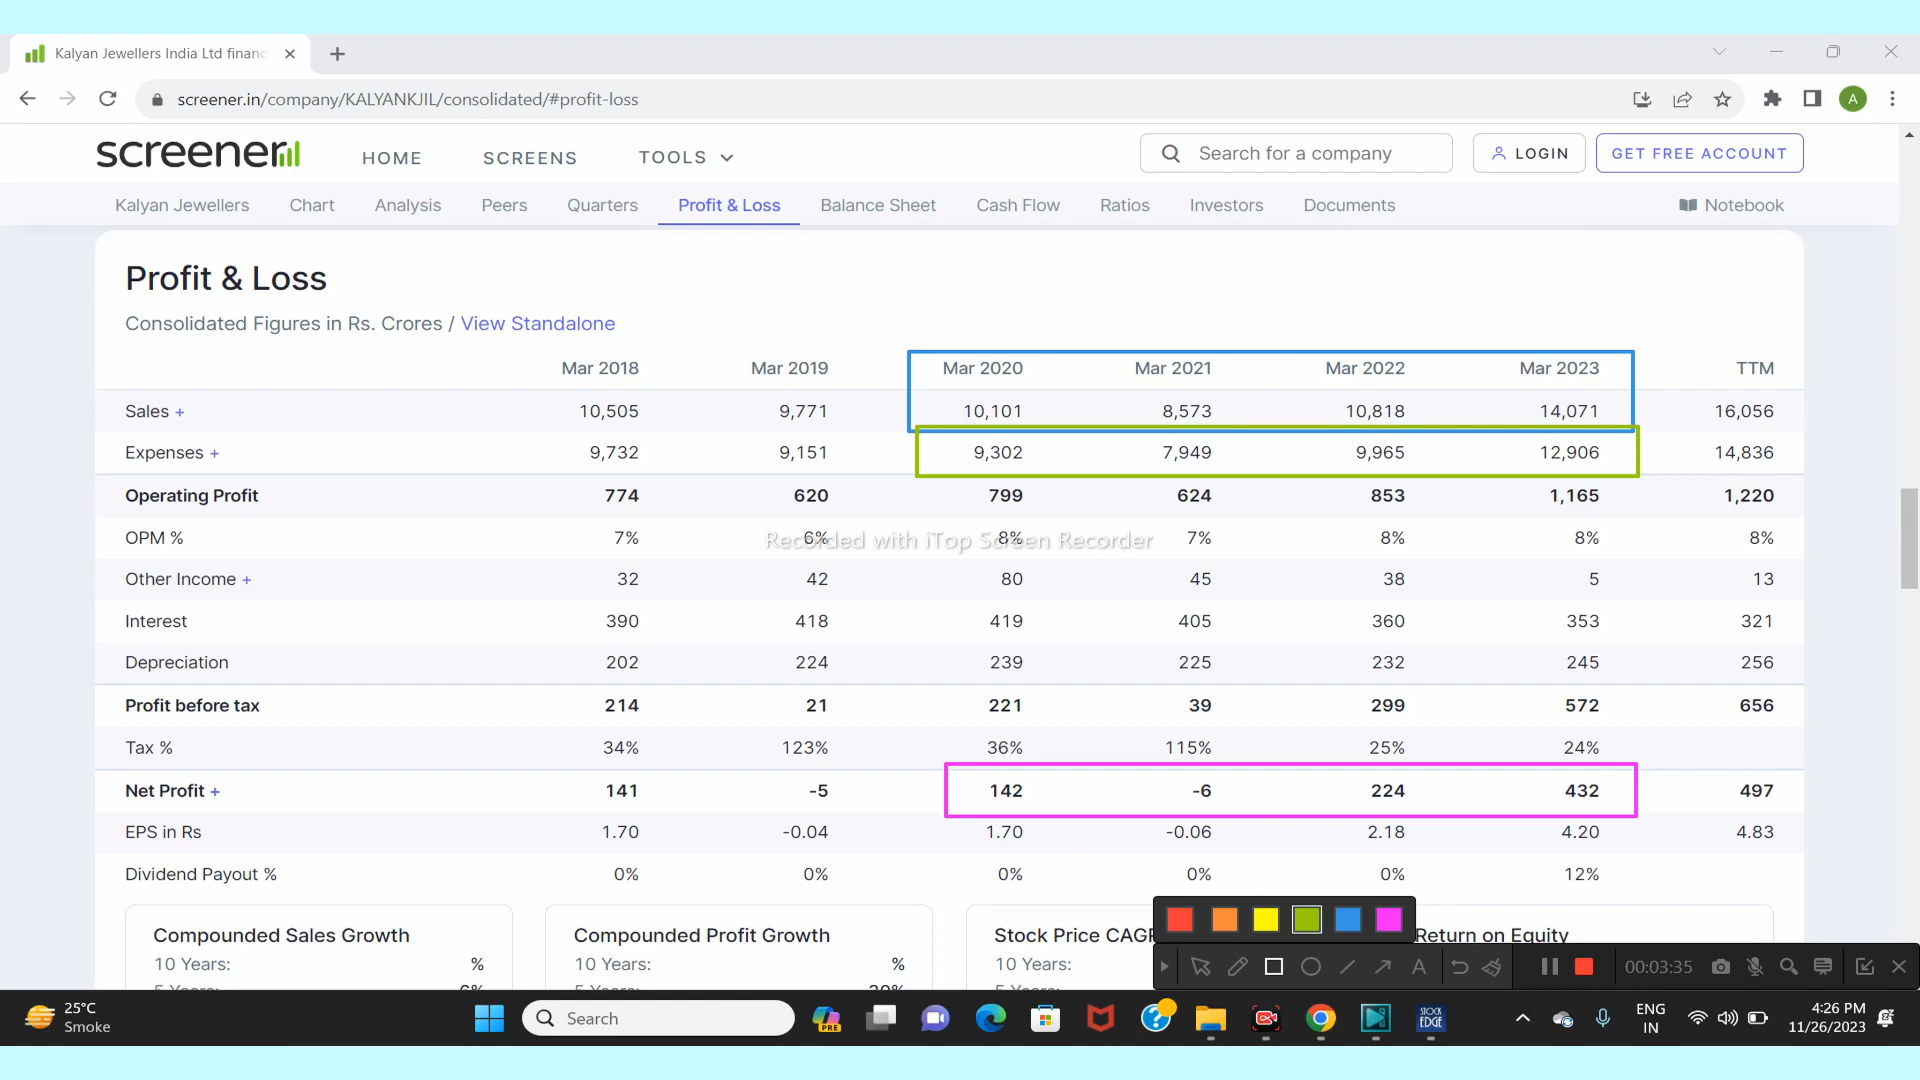 Kalyan Jewellers India Ltd financ
screener.in/company/KALYANKJIL/consolidated/#profit-loss
A
screener
HOME SCREENS TOOLS
Search for a company
LOGIN
GET FREE ACCOUNT
Kalyan Jewellers Chart Analysis Peers Quarters Profit & Loss Balance Sheet Cash Flow Ratios Investors Documents Notebook
Profit & Loss
Consolidated Figures in Rs. Crores / View Standalone
Mar 2018 Mar 2019 Mar 2020 Mar 2021 Mar 2022 Mar 2023 TTM
Sales + 10,505 9,771 10,101 8,573 10,818 14,071 16,056
Expenses + 9,732 9,151 9,302 7,949 9,965 12,906 14,836
Operating Profit 774 620 799 624 853 1,165 1,220
OPM % 7% 6% 8% 7% 8% 8% 8%
Recorded with iTop Screen Recorder
Other Income + 32 42 80 45 38 5 13
Interest 390 418 419 405 360 353 321
Depreciation 202 224 239 225 232 245 256
Profit before tax 214 21 221 39 299 572 656
Tax % 34% 123% 36% 115% 25% 24%
Net Profit + 141 -5 142 -6 224 432 497
EPS in Rs 1.70 -0.04 1.70 -0.06 2.18 4.20 4.83
Dividend Payout % 0% 0% 0% 0% 0% 12%
Compounded Sales Growth Compounded Profit Growth Stock Price CAGR Return on Equity
10 Years: % 10 Years: % 10 Years:
A
00:03:35
25°C
Smoke
Search
PRE
STOCK
EDGE
ENG
IN
4:26 PM
11/26/2023